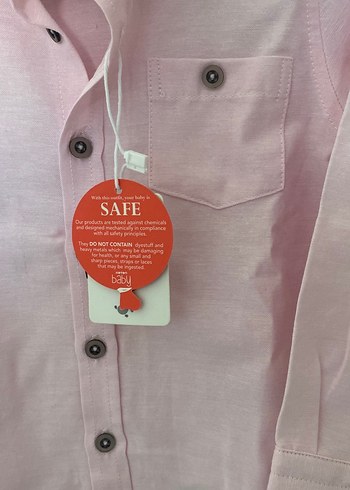 With this outfit, your baby is
SAFE
Our products are tested against chemicals
and designed mechanically in compliance
with all safety principles.
They DO NOT CONTAIN dyestuff and
heavy metals which may be damaging
for health, or any small and
sharp pieces, straps or laces
that may be ingested.
baby